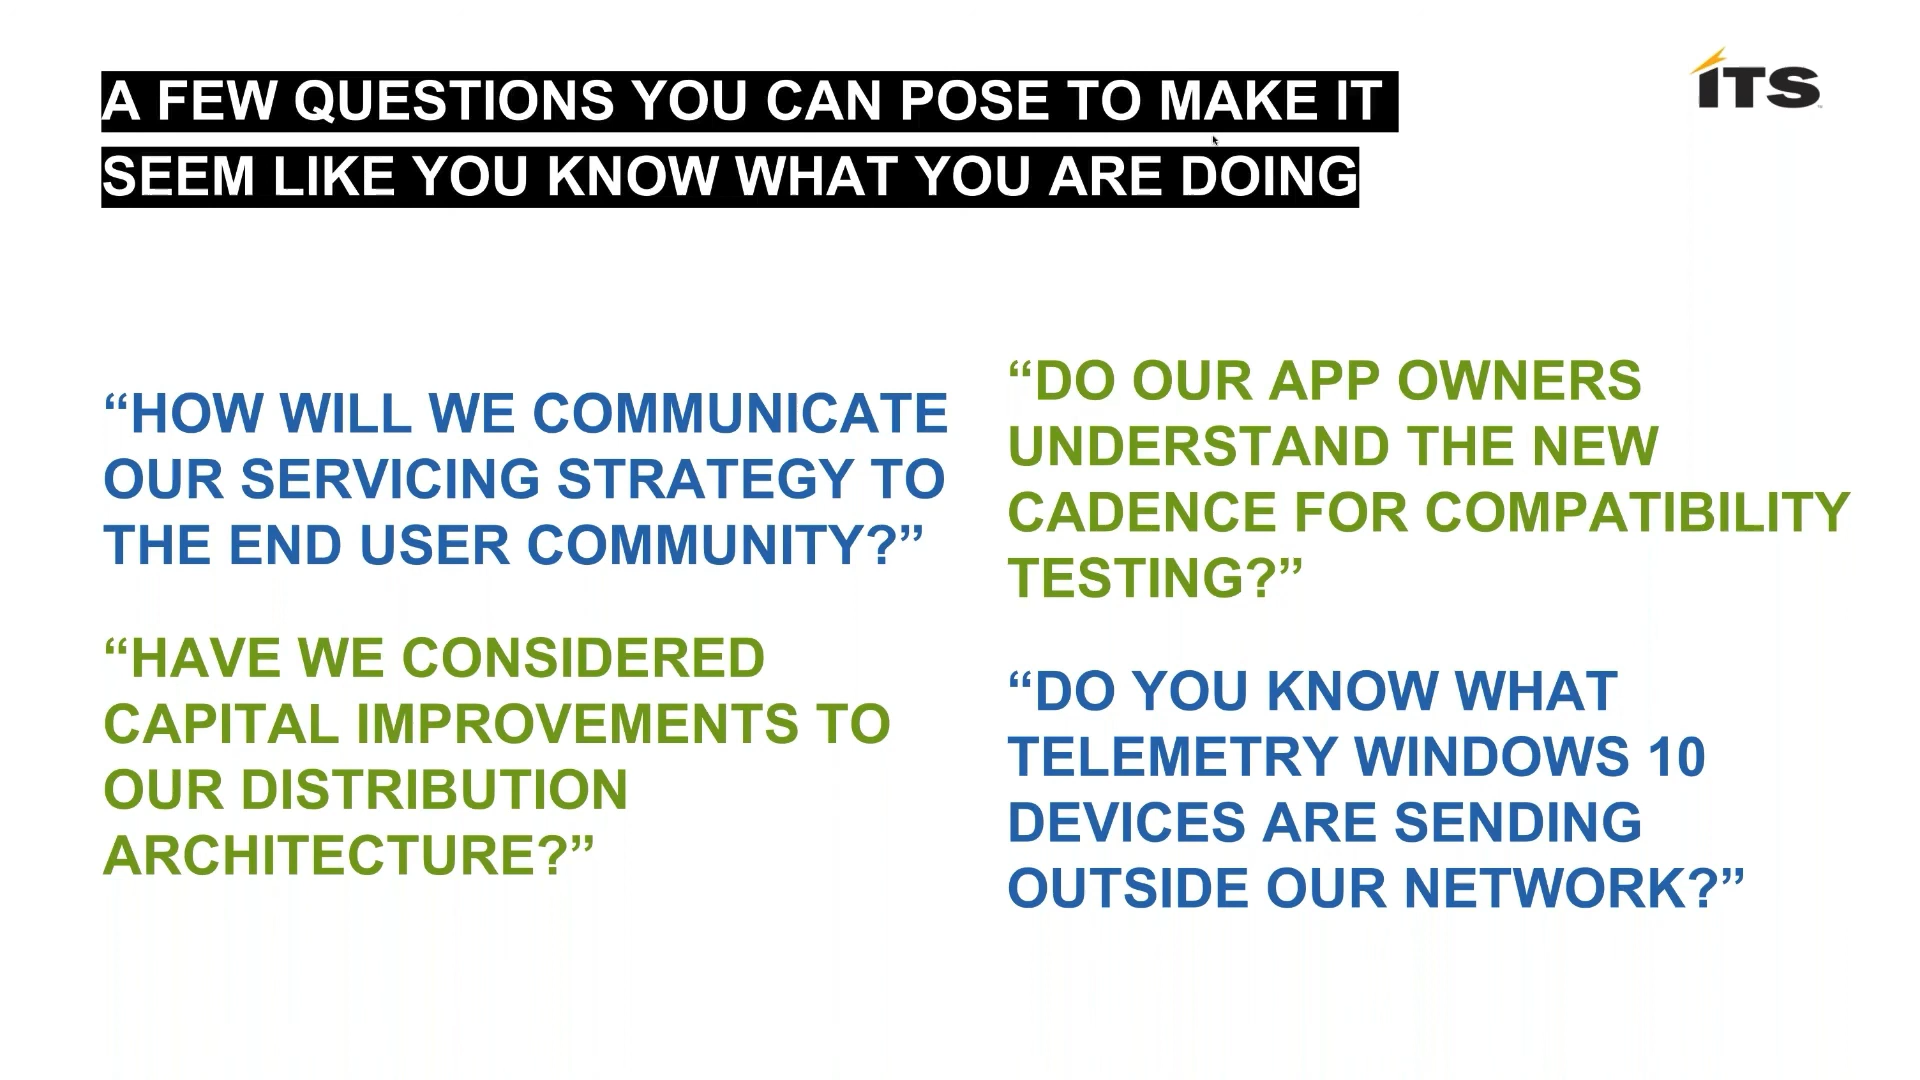 A FEW QUESTIONS YOU CAN POSE TO MAKE IT
SEEM LIKE YOU KNOW WHAT YOU ARE DOING
ITS
“HOW WILL WE COMMUNICATE
OUR SERVICING STRATEGY TO
THE END USER COMMUNITY?”
“HAVE WE CONSIDERED
CAPITAL IMPROVEMENTS TO
OUR DISTRIBUTION
ARCHITECTURE?”
“DO OUR APP OWNERS
UNDERSTAND THE NEW
CADENCE FOR COMPATIBILITY
TESTING?”
“DO YOU KNOW WHAT
TELEMETRY WINDOWS 10
DEVICES ARE SENDING
OUTSIDE OUR NETWORK?”